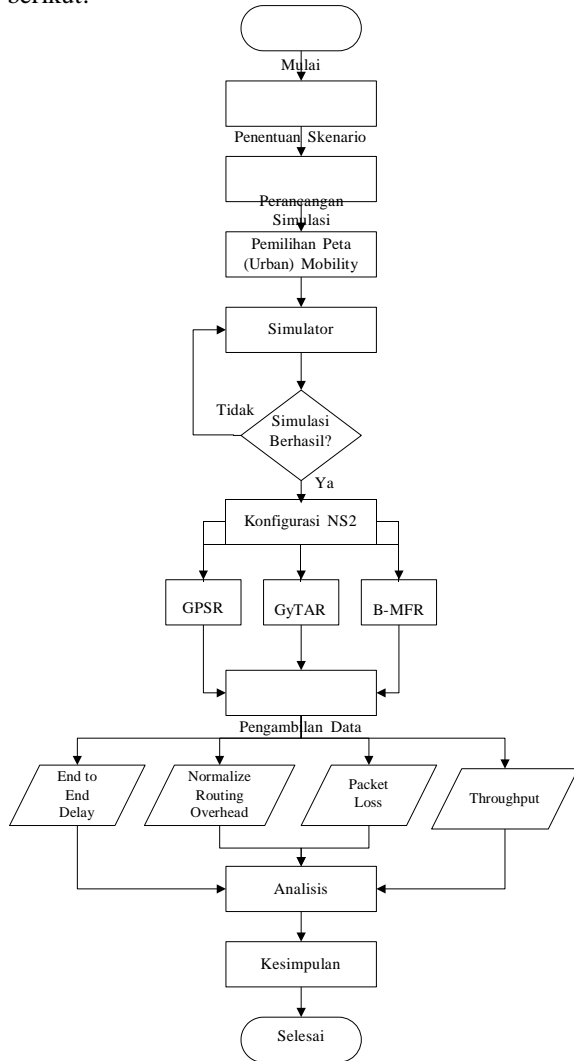 berikut:
Mulai
Penentuan Skenario
Perancangan
Simulasi
Pemilihan Peta
(Urban) Mobility
Simulator
Tidak
Simulasi
Berhasil?
Ya
Konfigurasi NS2
GPSR
GyTAR
B-MFR
Pengambilan Data
End to
End
Delay
Normalize
Routing
Overhead
Packet
Loss
Throughput
Analisis
Kesimpulan
Selesai